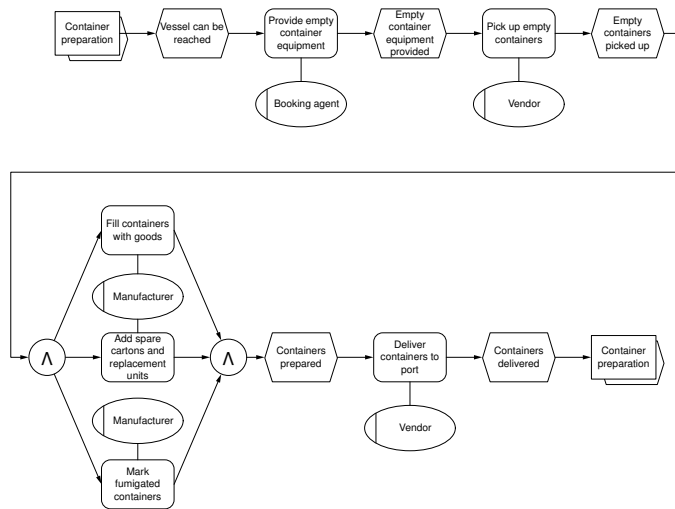 Container
preparation
Vessel can be
reached
Provide empty
container
equipment
Empty
container
equipment
provided
Pick up empty
containers
Empty
containers
picked up
Booking agent
Vendor
Fill containers
with goods
Manufacturer
Λ
Add spare
cartons and
replacement
units
Λ
Containers
prepared
Deliver
containers to
port
Containers
delivered
Container
preparation
Manufacturer
Vendor
Mark
fumigated
containers